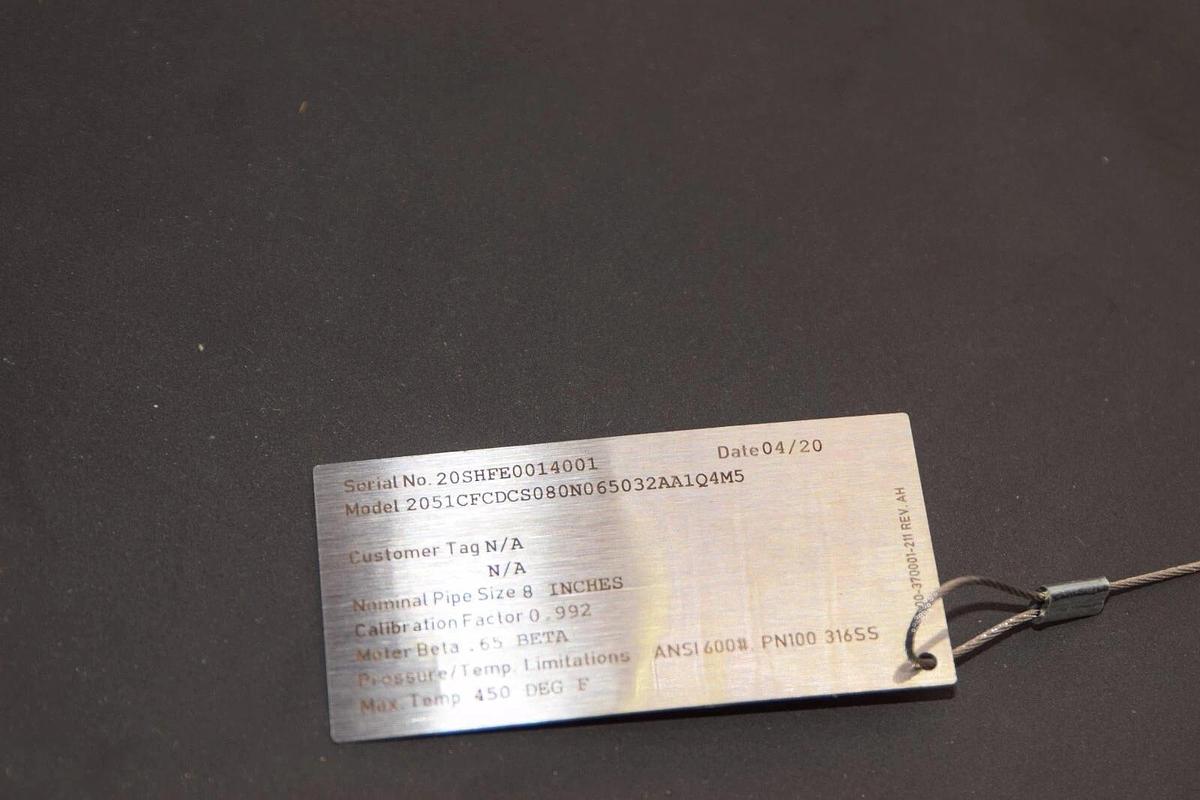 Serial No. 20SHFE0014001 Date 04/20
Model 2051CFCDCS080N065032AA1Q4M5
Customer Tag N/A
N/A
Nominal Pipe Size 8 INCHES
Calibration Factor 0.992
Meter Beta .65 BETA
Pressure/Temp. Limitations ANSI 600#, PN100 316SS
Max. Temp 450 DEG F
0-370001-211 REV. AH